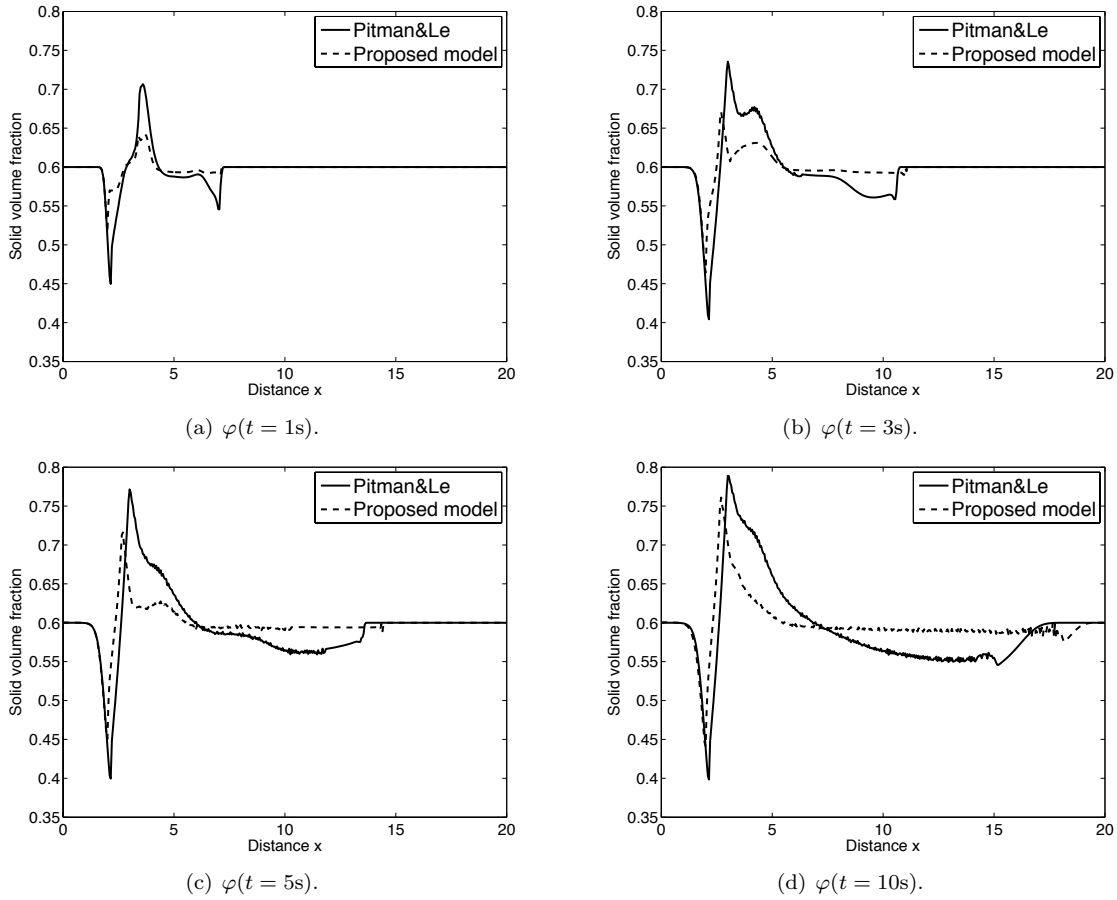 0.8
0.75
0.7
0.65
0.6
0.55
0.5
0.45
0.4
0.35
Solid volume fraction
0 5 10 15 20
Distance x
Pitman&Le
Proposed model
(a) φ(t = 1s).
0.8
0.75
0.7
0.65
0.6
0.55
0.5
0.45
0.4
0.35
Solid volume fraction
0 5 10 15 20
Distance x
Pitman&Le
Proposed model
(b) φ(t = 3s).
0.8
0.75
0.7
0.65
0.6
0.55
0.5
0.45
0.4
0.35
Solid volume fraction
0 5 10 15 20
Distance x
Pitman&Le
Proposed model
(c) φ(t = 5s).
0.8
0.75
0.7
0.65
0.6
0.55
0.5
0.45
0.4
0.35
Solid volume fraction
0 5 10 15 20
Distance x
Pitman&Le
Proposed model
(d) φ(t = 10s).